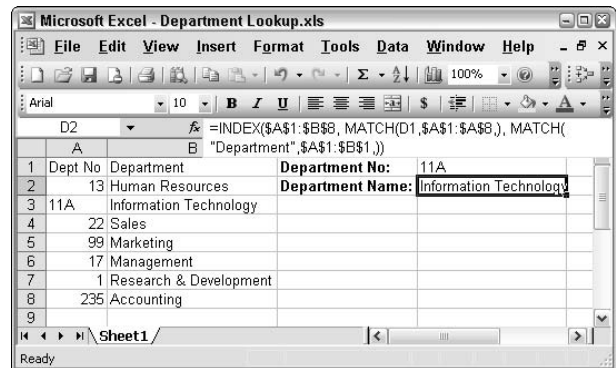 Microsoft Excel - Department Lookup.xls
File Edit View Insert Format Tools Data Window Help
Σ 100%
Arial 10 B I U $ A
D2 fx =INDEX($A$1:$B$8, MATCH(D1,$A$1:$A$8,), MATCH(
A B "Department",$A$1:$B$1,))
1 Dept No Department Department No: 11A
2 13 Human Resources Department Name: Information Technology
3 11A Information Technology
4 22 Sales
5 99 Marketing
6 17 Management
7 1 Research & Development
8 235 Accounting
9
Sheet1
Ready